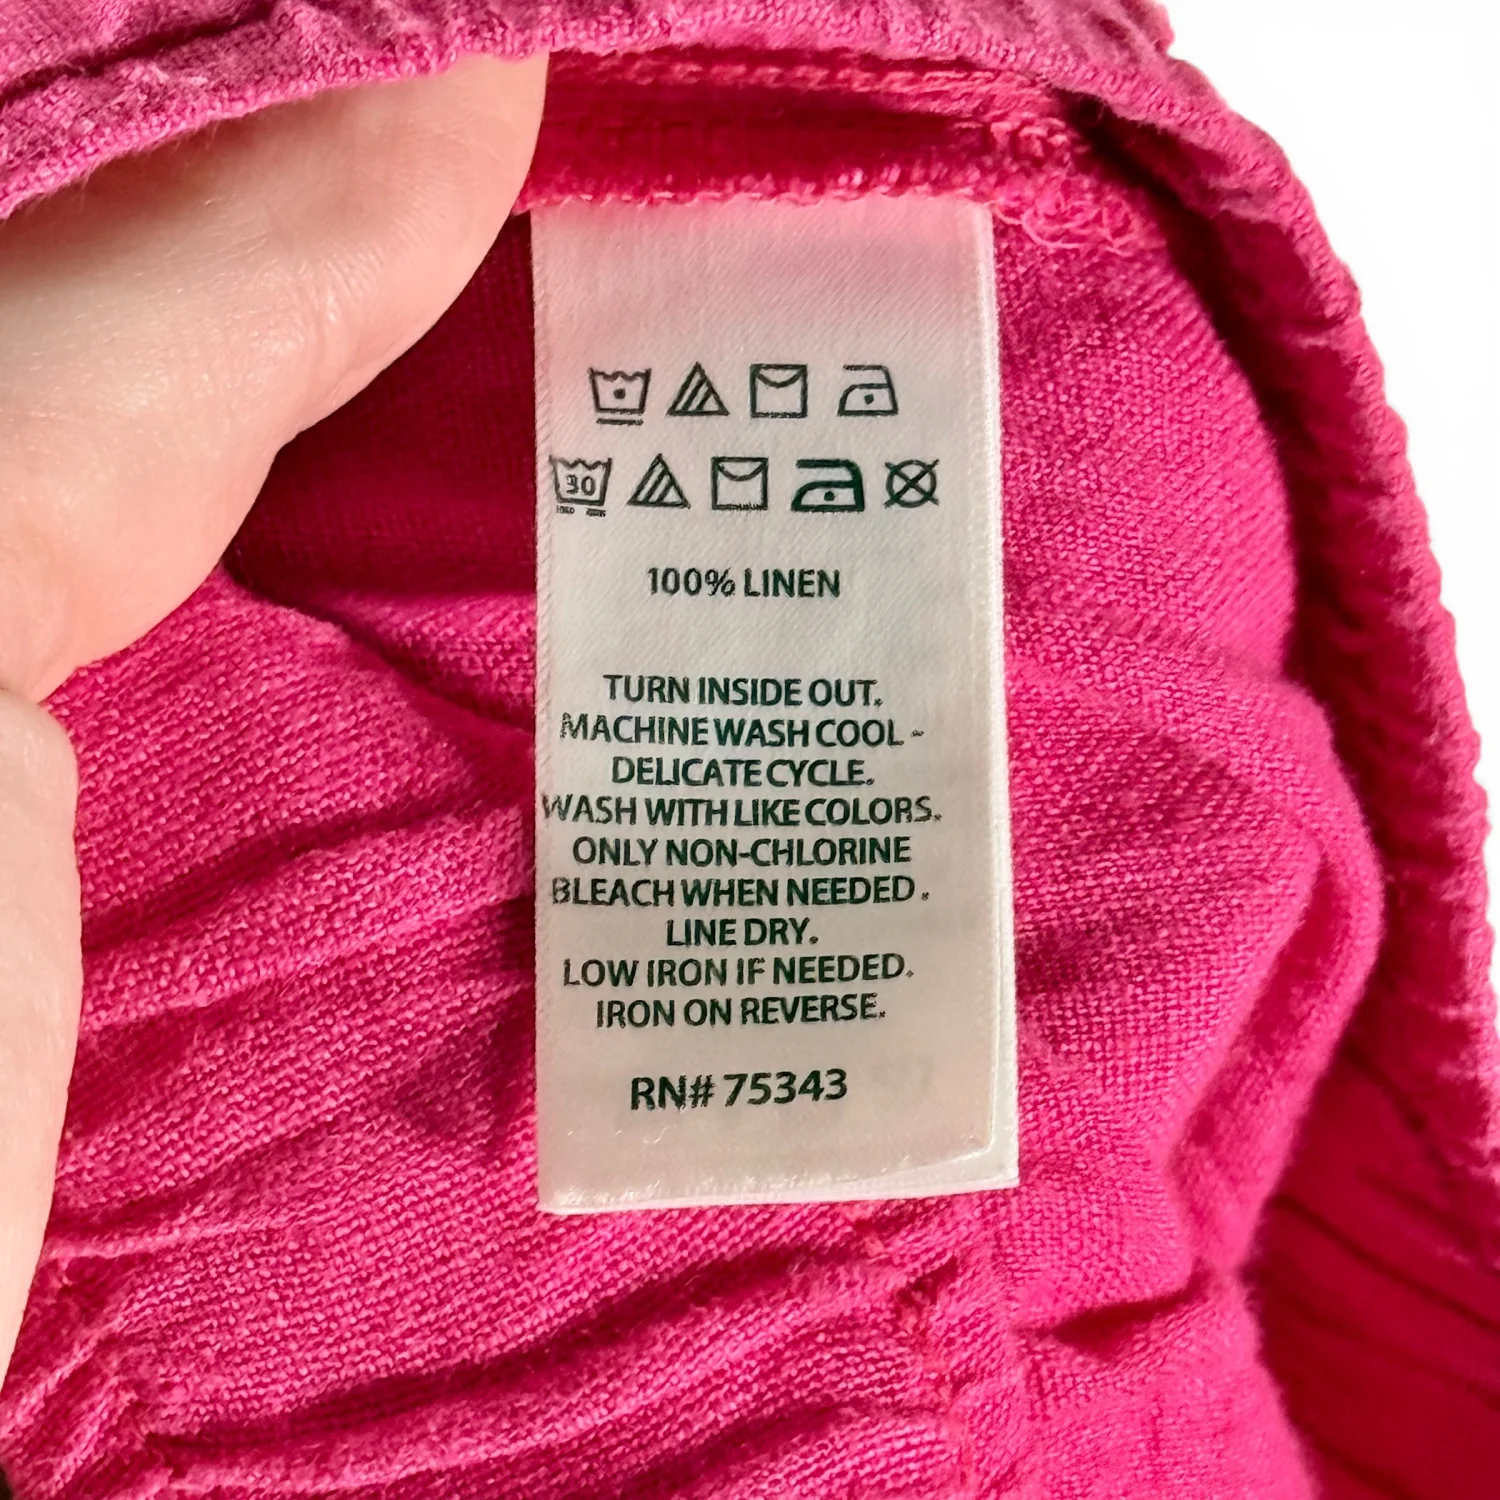 30
100% LINEN
TURN INSIDE OUT.
MACHINE WASH COOL -
DELICATE CYCLE.
WASH WITH LIKE COLORS.
ONLY NON-CHLORINE
BLEACH WHEN NEEDED.
LINE DRY.
LOW IRON IF NEEDED.
IRON ON REVERSE.
RN# 75343